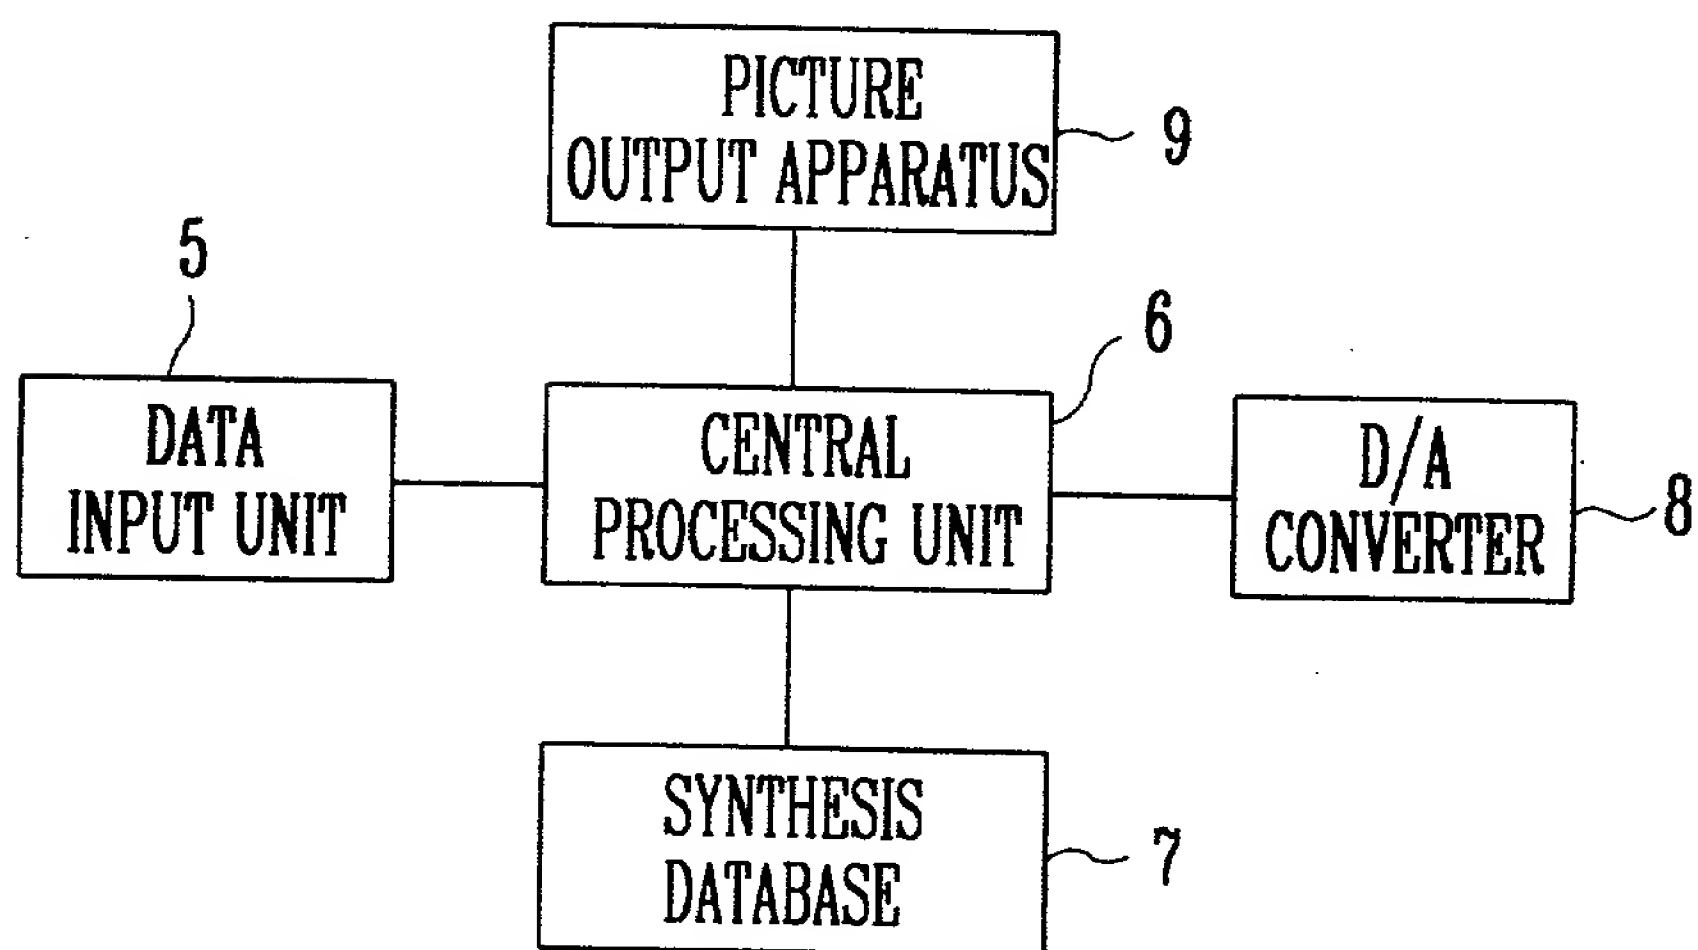 PICTURE
OUTPUT APPARATUS
9
5
6
DATA
INPUT UNIT
CENTRAL
PROCESSING UNIT
D/A
CONVERTER
8
SYNTHESIS
DATABASE
7